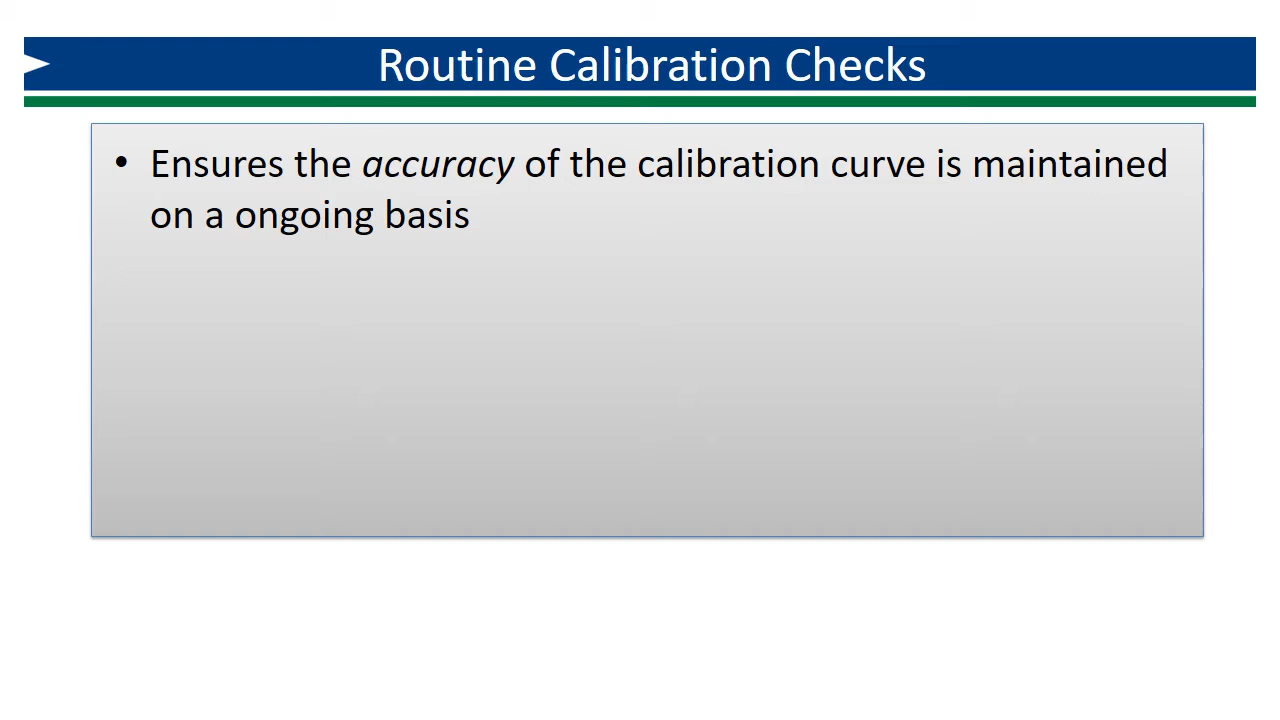 Routine Calibration Checks
• Ensures the accuracy of the calibration curve is maintained
on a ongoing basis